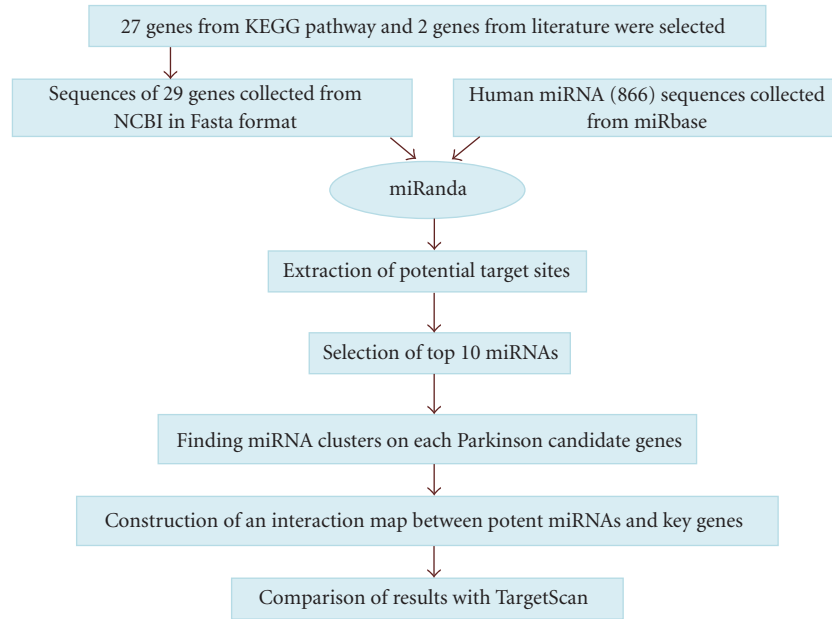 27 genes from KEGG pathway and 2 genes from literature were selected
Sequences of 29 genes collected from
NCBI in Fasta format
Human miRNA (866) sequences collected
from miRbase
miRanda
Extraction of potential target sites
Selection of top 10 miRNAs
Finding miRNA clusters on each Parkinson candidate genes
Construction of an interaction map between potent miRNAs and key genes
Comparison of results with TargetScan